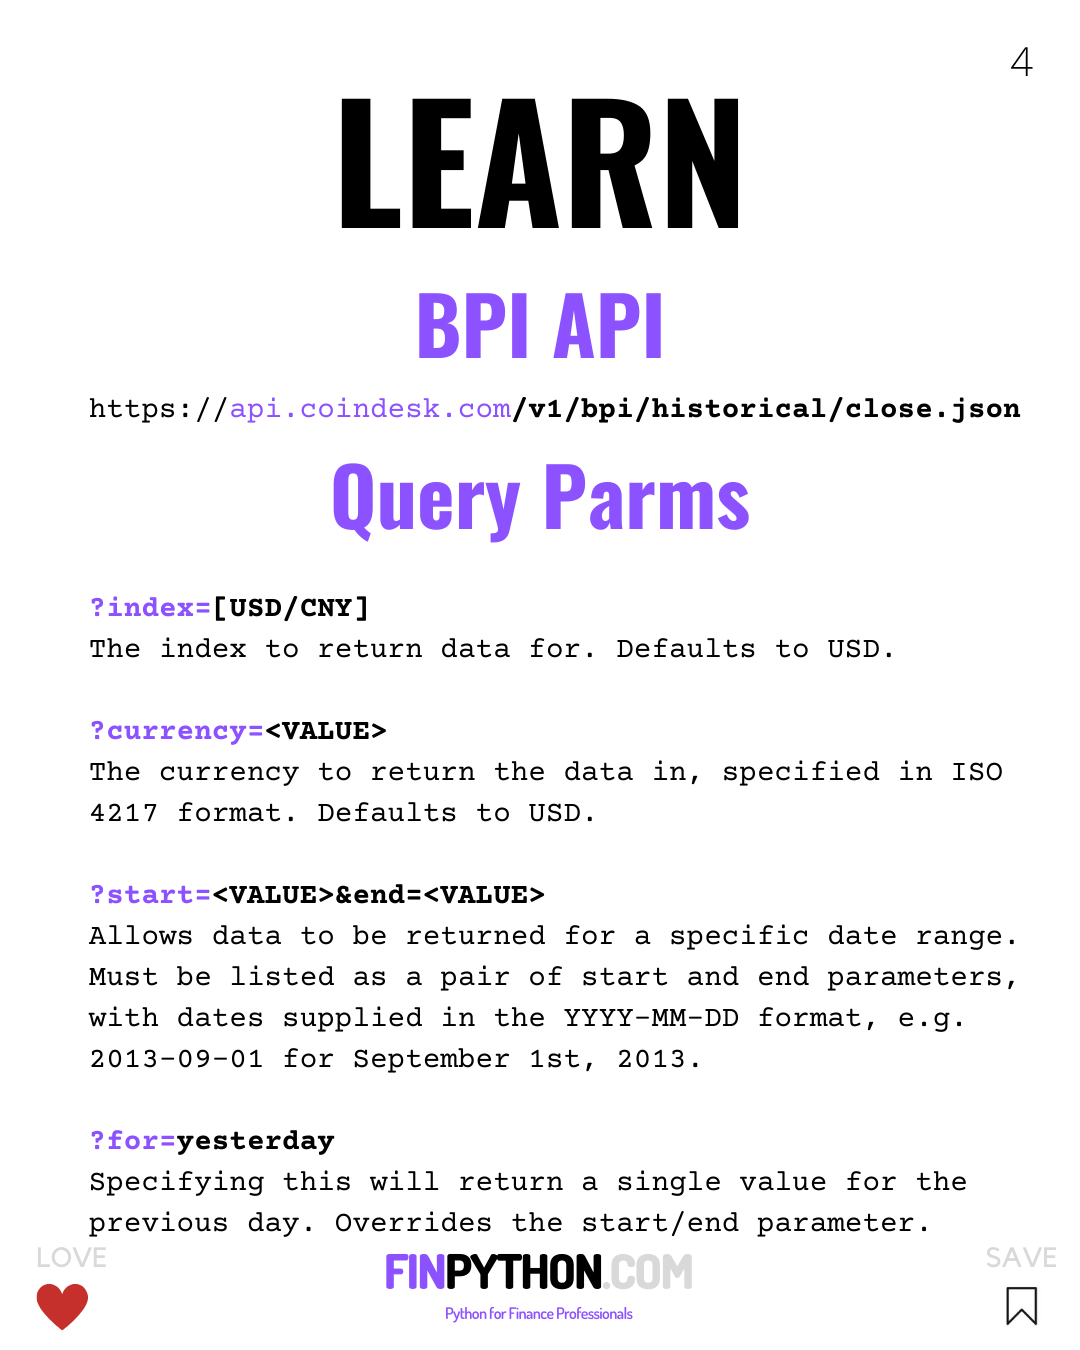 4
LEARN
BPI API
https://api.coindesk.com/v1/bpi/historical/close.json
Query Parms
?index=[USD/CNY]
The index to return data for. Defaults to USD.
?currency=<VALUE>
The currency to return the data in, specified in ISO
4217 format. Defaults to USD.
?start=<VALUE>&end=<VALUE>
Allows data to be returned for a specific date range.
Must be listed as a pair of start and end parameters,
with dates supplied in the YYYY-MM-DD format, e.g.
2013-09-01 for September 1st, 2013.
?for=yesterday
Specifying this will return a single value for the
previous day. Overrides the start/end parameter.
LOVE
FINPYTHON.COM
Python for Finance Professionals
SAVE